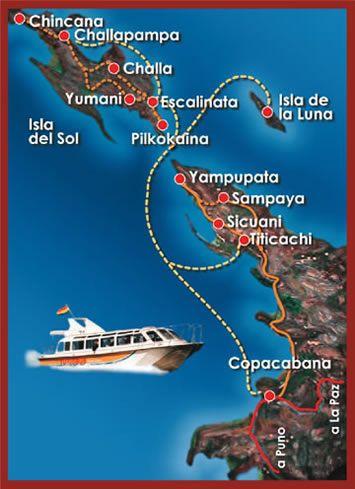 Chincana
Challapampa
Challa
Yumani
Escalinata
Isla de
la Luna
Isla
del Sol
Pilkokaina
Yampupata
Sampaya
Sicuani
Titicachi
Copacabana
a Puno
a La Paz